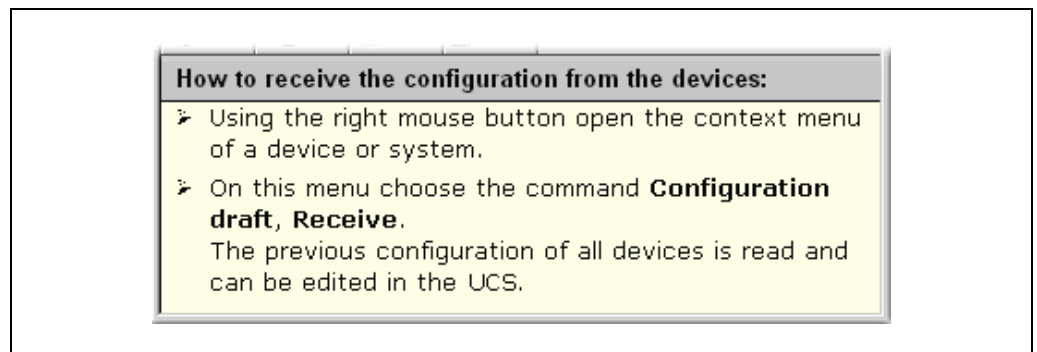 How to receive the configuration from the devices:
➢ Using the right mouse button open the context menu
of a device or system.
➢ On this menu choose the command Configuration
draft, Receive.
The previous configuration of all devices is read and
can be edited in the UCS.